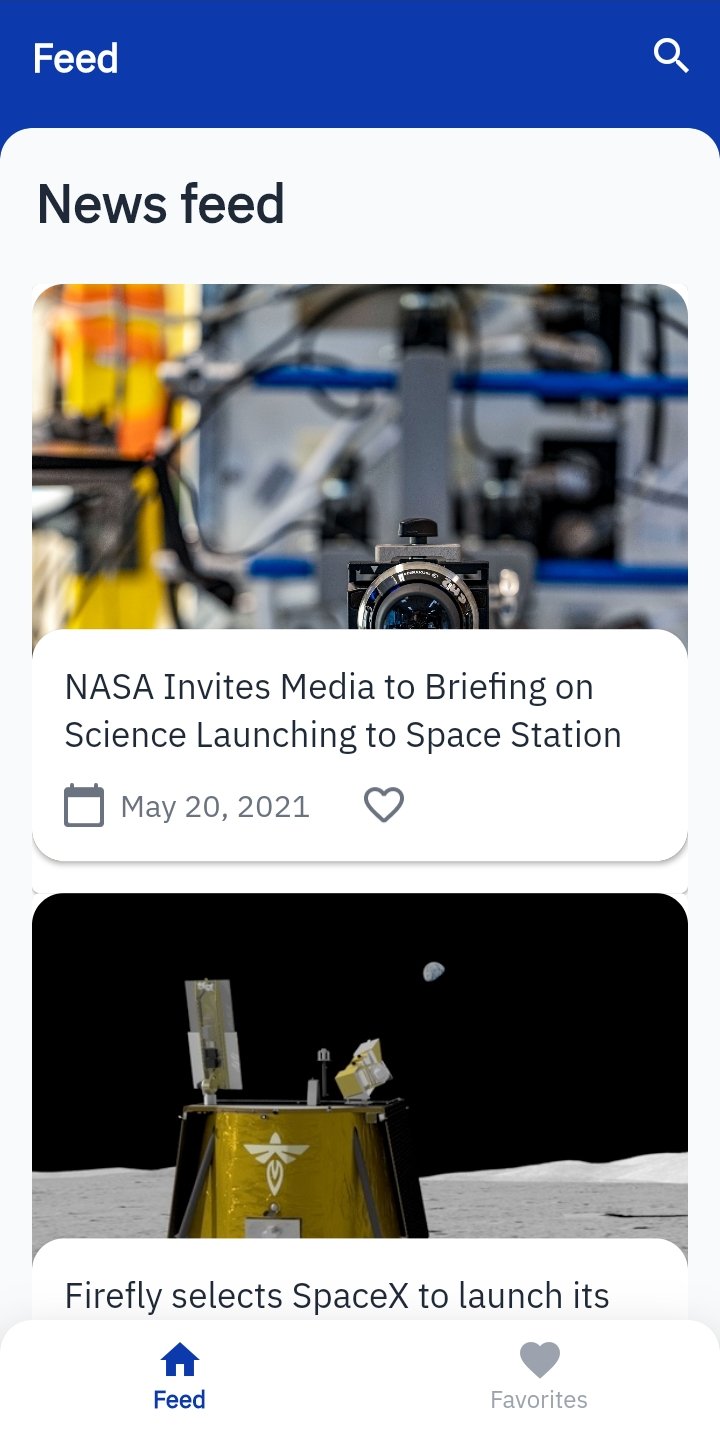 Feed
News feed
NASA Invites Media to Briefing on
Science Launching to Space Station
May 20, 2021
Firefly selects SpaceX to launch its
Feed
Favorites